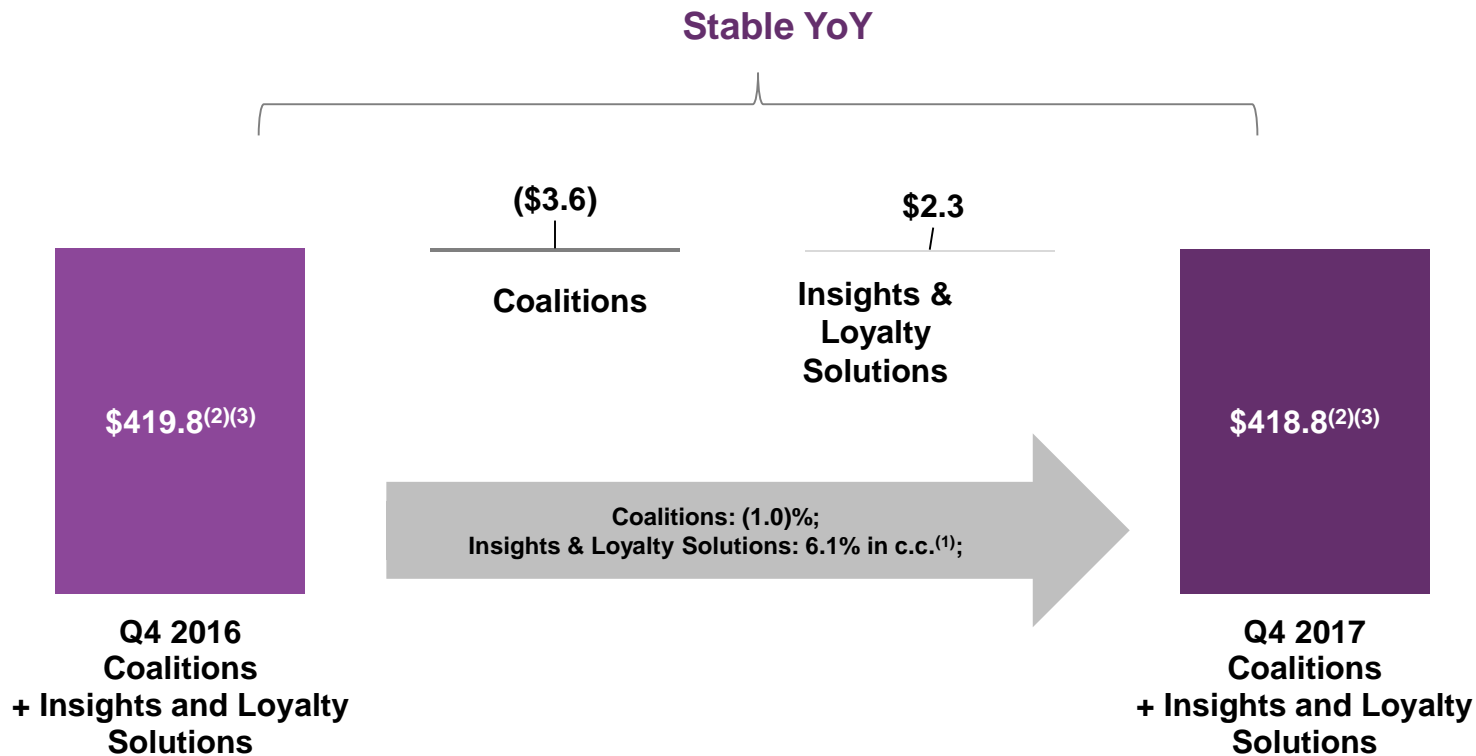 Stable YoY
($3.6)
$2.3
Coalitions
Insights &
Loyalty
Solutions
$419.8(2)(3)
$418.8(2)(3)
Coalitions: (1.0)%;
Insights & Loyalty Solutions: 6.1% in c.c.(1);
Q4 2016
Coalitions
+ Insights and Loyalty
Solutions
Q4 2017
Coalitions
+ Insights and Loyalty
Solutions